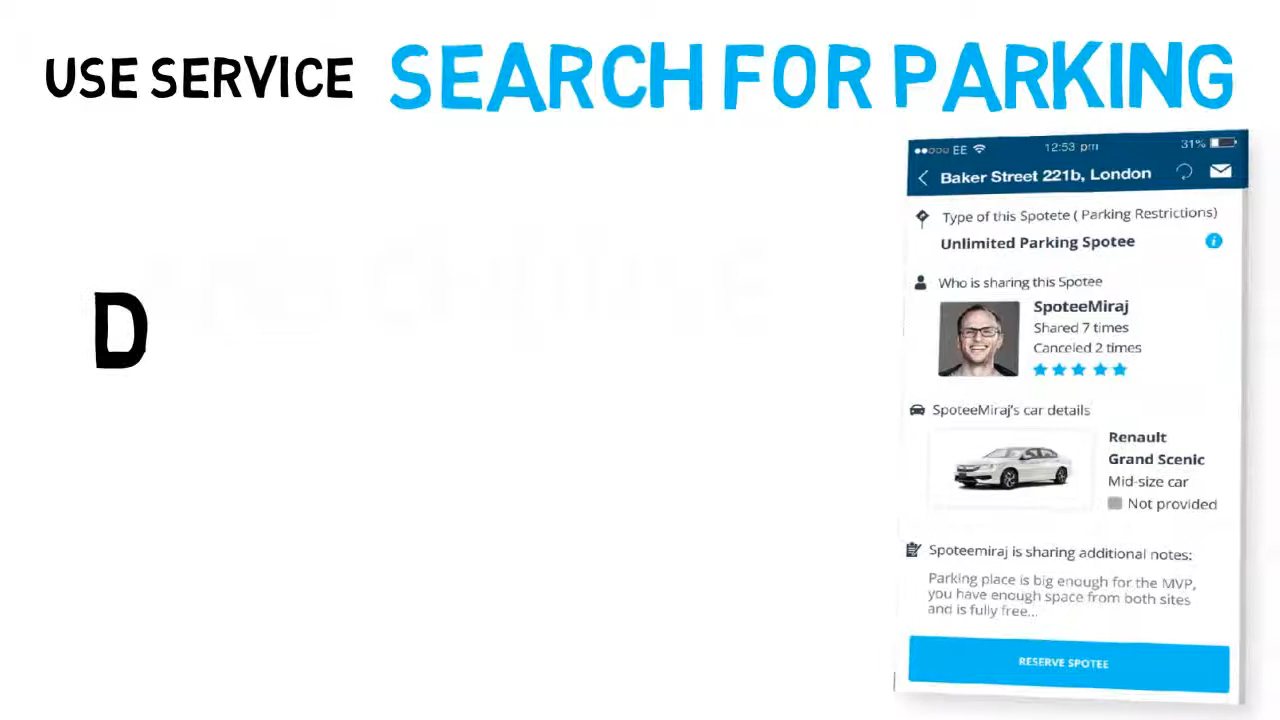 USE SERVICE SEARCH FOR PARKING
EE 12:53 pm 31%
Baker Street 221b, London
Type of this Spotete ( Parking Restrictions)
Unlimited Parking Spotee
Who is sharing this Spotee
SpoteeMiraj
Shared 7 times
Canceled 2 times
D
SpoteeMiraj's car details
Renault
Grand Scenic
Mid-size car
Not provided
Spoteemiraj is sharing additional notes:
Parking place is big enough for the MVP,
you have enough space from both sites
and is fully free...
RESERVE SPOTEE